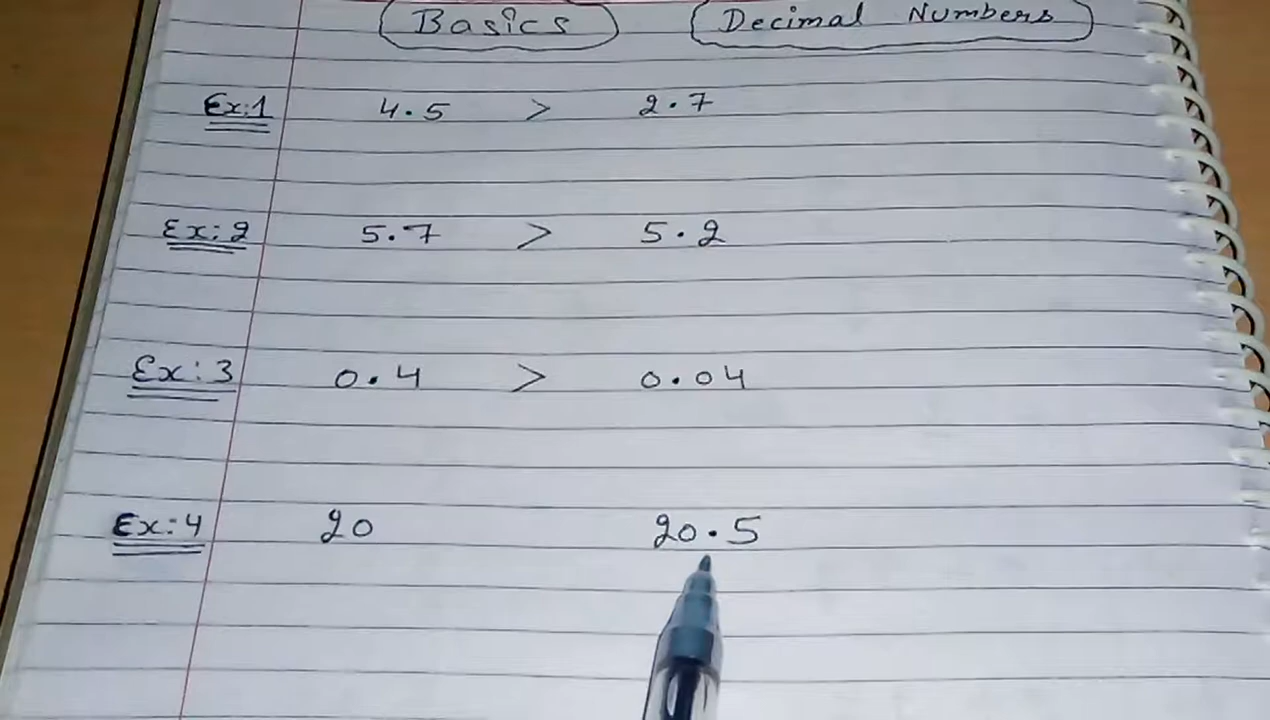 Basics Decimal Numbers
Ex:1 4.5 > 2.7
Ex:2 5.7 > 5.2
Ex:3 0.4 > 0.04
Ex:4 20 20.5